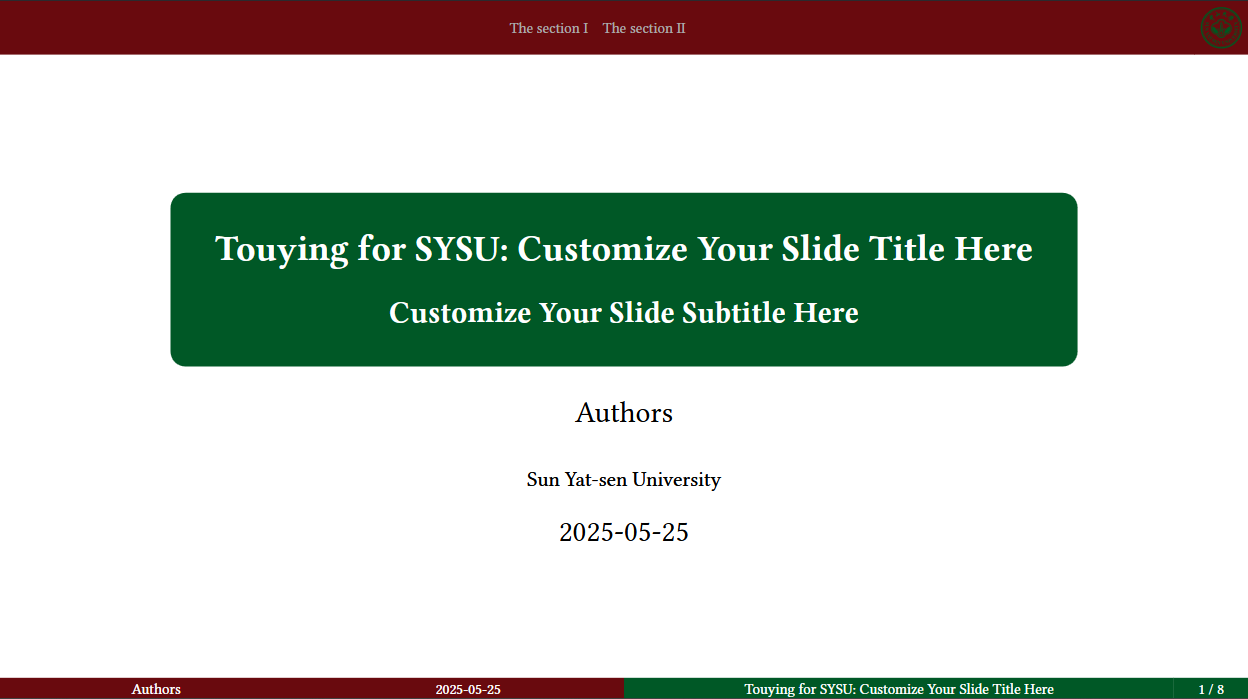 The section I The section II
Touying for SYSU: Customize Your Slide Title Here
Customize Your Slide Subtitle Here
Authors
Sun Yat-sen University
2025-05-25
Authors 2025-05-25 Touying for SYSU: Customize Your Slide Title Here 1 / 8